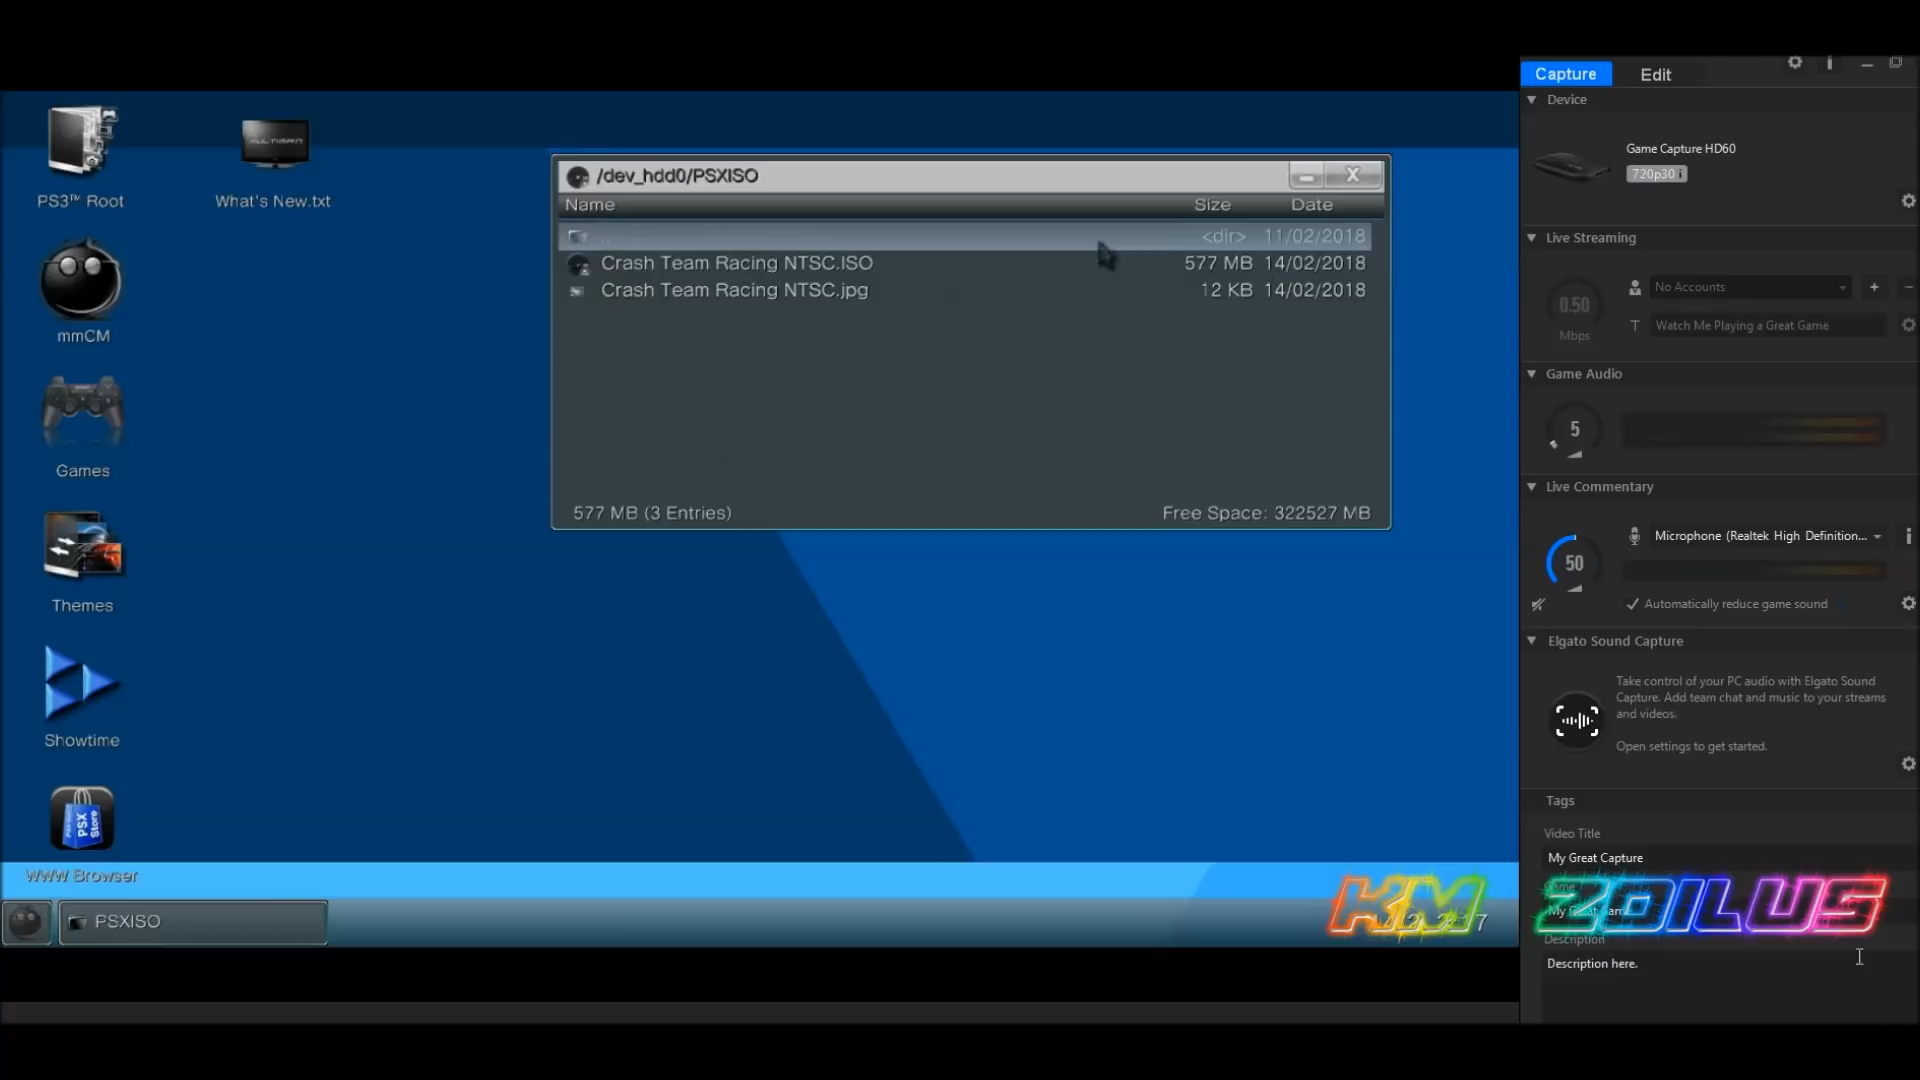 Capture
Edit
Device
Game Capture HD60
720p30
Live Streaming
0.50
Mbps
No Accounts
Watch Me Playing a Great Game
Game Audio
5
Live Commentary
50
Microphone (Realtek High Definition...
Automatically reduce game sound
Elgato Sound Capture
Take control of your PC audio with Elgato Sound
Capture. Add team chat and music to your streams
and videos.
Open settings to get started.
Tags
Video Title
My Great Capture
My Great Game
Description
Description here.
PS3™ Root
What's New.txt
mmCM
Games
Themes
Showtime
PSX
Store
WWW Browser
/dev_hdd0/PSXISO
Name Size Date
.. <dir> 11/02/2018
Crash Team Racing NTSC.ISO 577 MB 14/02/2018
Crash Team Racing NTSC.jpg 12 KB 14/02/2018
577 MB (3 Entries) Free Space: 322527 MB
PSXISO
KM ZOILUS